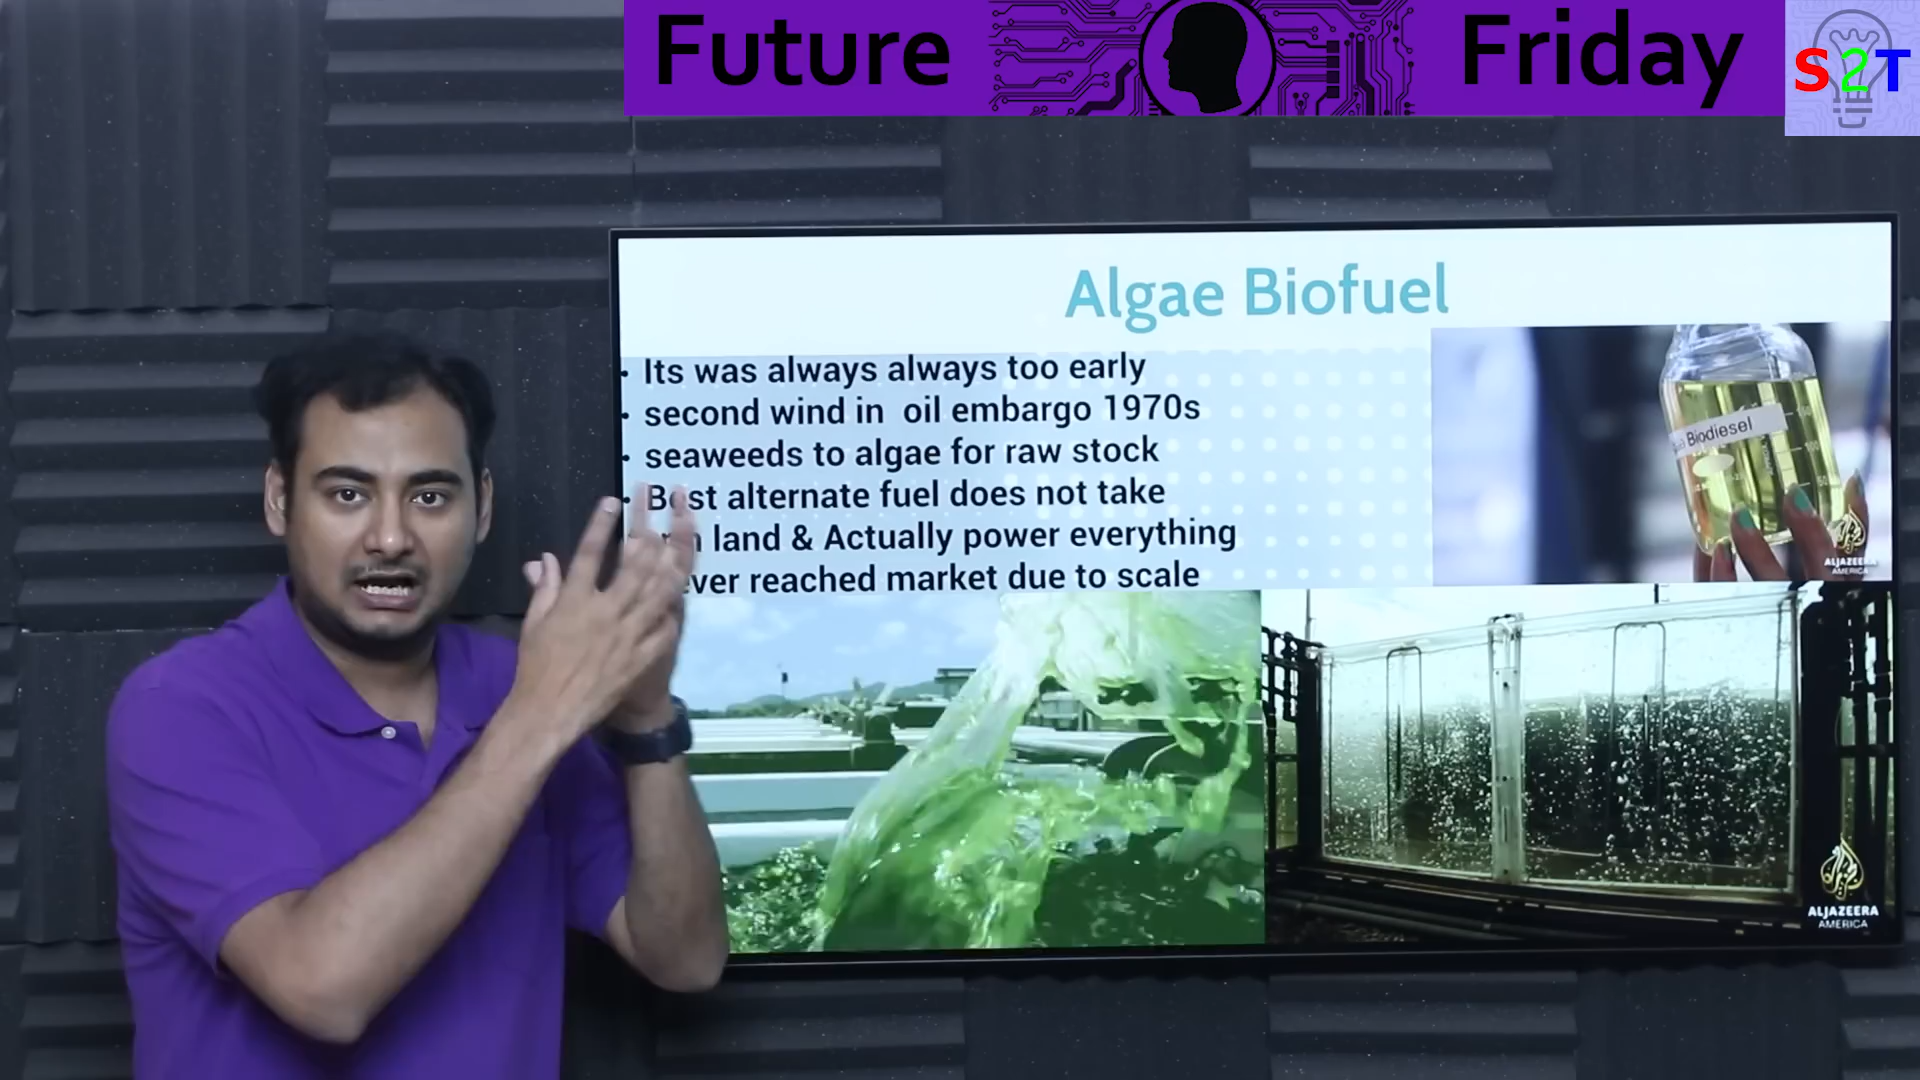 Future Friday
S2T
Algae Biofuel
Its was always always too early
second wind in oil embargo 1970s
seaweeds to algae for raw stock
Best alternate fuel does not take
land & Actually power everything
ever reached market due to scale
Biodiesel
ALJAZEERA
AMERICA
ALJAZEERA
AMERICA